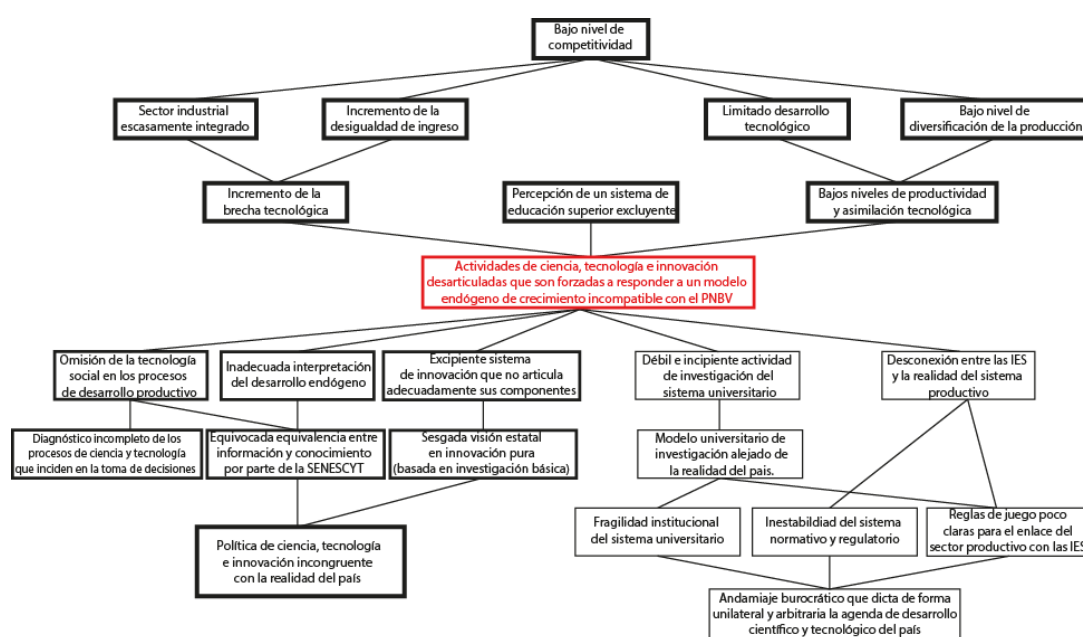 Bajo nivel de
competitividad
Sector industrial
escasamente integrado
Incremento de la
desigualdad de ingreso
Limitado desarrollo
tecnológico
Bajo nivel de
diversificación de la producción
Incremento de la
brecha tecnológica
Percepción de un sistema de
educación superior excluyente
Bajos niveles de productividad
y asimilación tecnológica
Actividades de ciencia, tecnología e innovación
desarticuladas que son forzadas a responder a un modelo
endógeno de crecimiento incompatible con el PNBV
Omisión de la tecnología
social en los procesos
de desarrollo productivo
Inadecuada interpretación
del desarrollo endógeno
Excipiente sistema
de innovación que no articula
adecuadamente sus componentes
Débil e incipiente actividad
de investigación del
sistema universitario
Desconexión entre las IES
y la realidad del sistema
productivo
Diagnóstico incompleto de los
procesos de ciencia y tecnología
que inciden en la toma de decisiones
Equivocada equivalencia entre
información y conocimiento
por parte de la SENESCYT
Sesgada visión estatal
en innovación pura
(basada en investigación básica)
Modelo universitario de
investigación alejado de
la realidad del pais.
Fragilidad institucional
del sistema universitario
Inestabildiad del sistema
normativo y regulatorio
Reglas de juego poco
claras para el enlace del
sector productivo con las IES
Política de ciencia, tecnología
e innovación incongruente
con la realidad del país
Andamiaje burocrático que dicta de forma
unilateral y arbitraria la agenda de desarrollo
científico y tecnológico del país